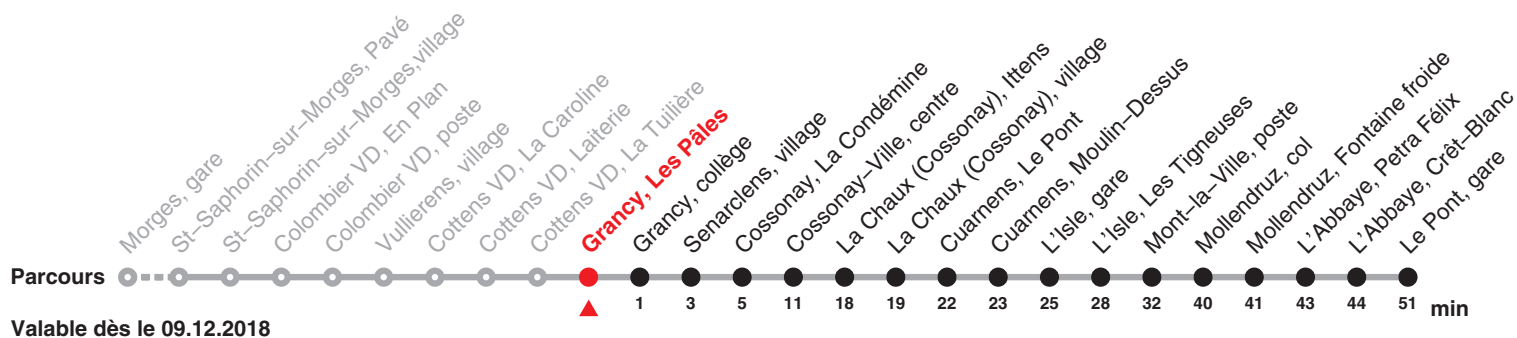 Morges, gare
St–Saphorin–sur–Morges, Pavé
St–Saphorin–sur–Morges,village
Colombier VD, En Plan
Colombier VD, poste
Vullierens, village
Cottens VD, La Caroline
Cottens VD, Laiterie
Cottens VD, La Tuilière
Grancy, Les Pâles
Grancy, collège
Senarclens, village
Cossonay, La Condémine
Cossonay–Ville, centre
La Chaux (Cossonay), Ittens
La Chaux (Cossonay), village
Cuarnens, Le Pont
Cuarnens, Moulin–Dessus
L'Isle, gare
L'Isle, Les Tigneuses
Mont–la–Ville, poste
Mollendruz, col
Mollendruz, Fontaine froide
L'Abbaye, Petra Félix
L'Abbaye, Crêt–Blanc
Le Pont, gare
Parcours
1 3 5 11 18 19 22 23 25 28 32 40 41 43 44 51 min
Valable dès le 09.12.2018